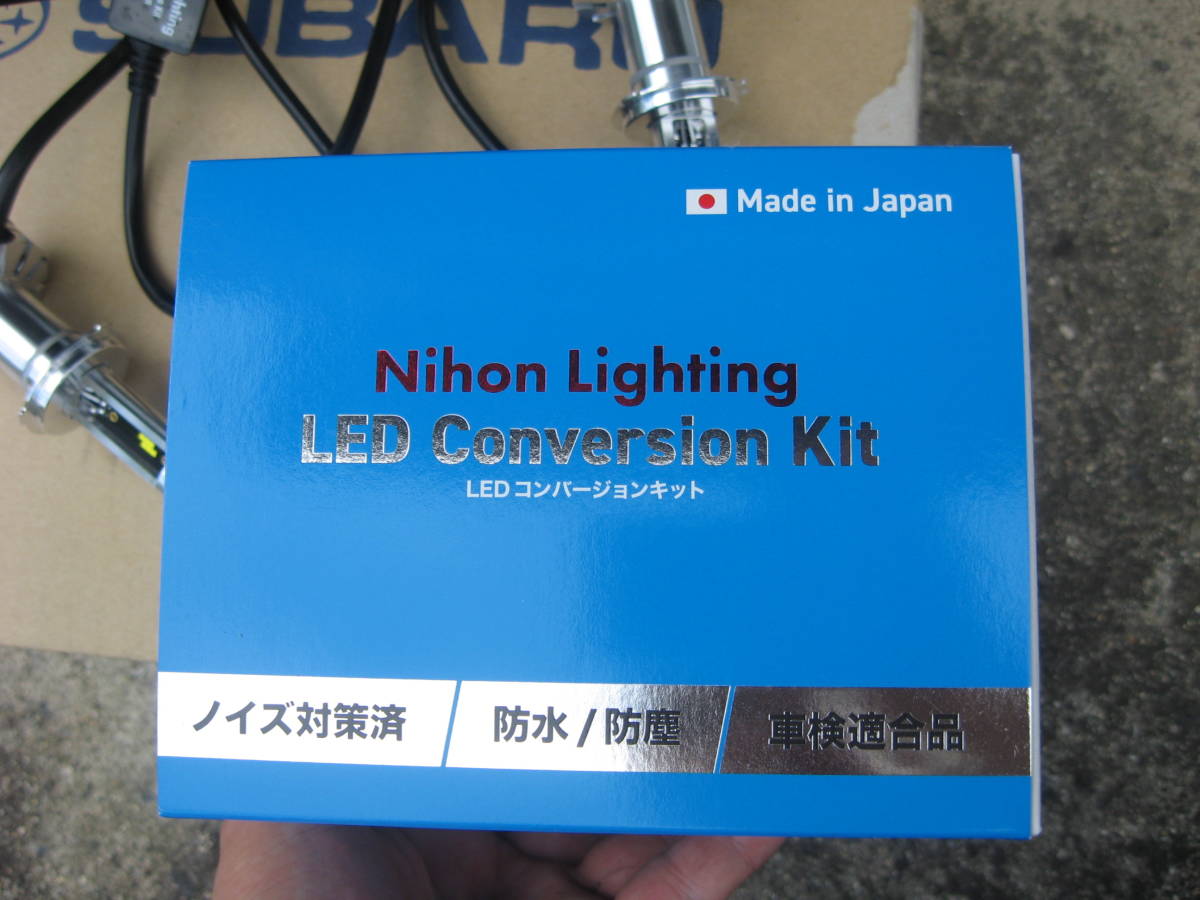 SUBARU
Made in Japan
Nihon Lighting
LED Conversion Kit
LEDコンバージョンキット
ノイズ対策済
防水/防塵
車検適合品